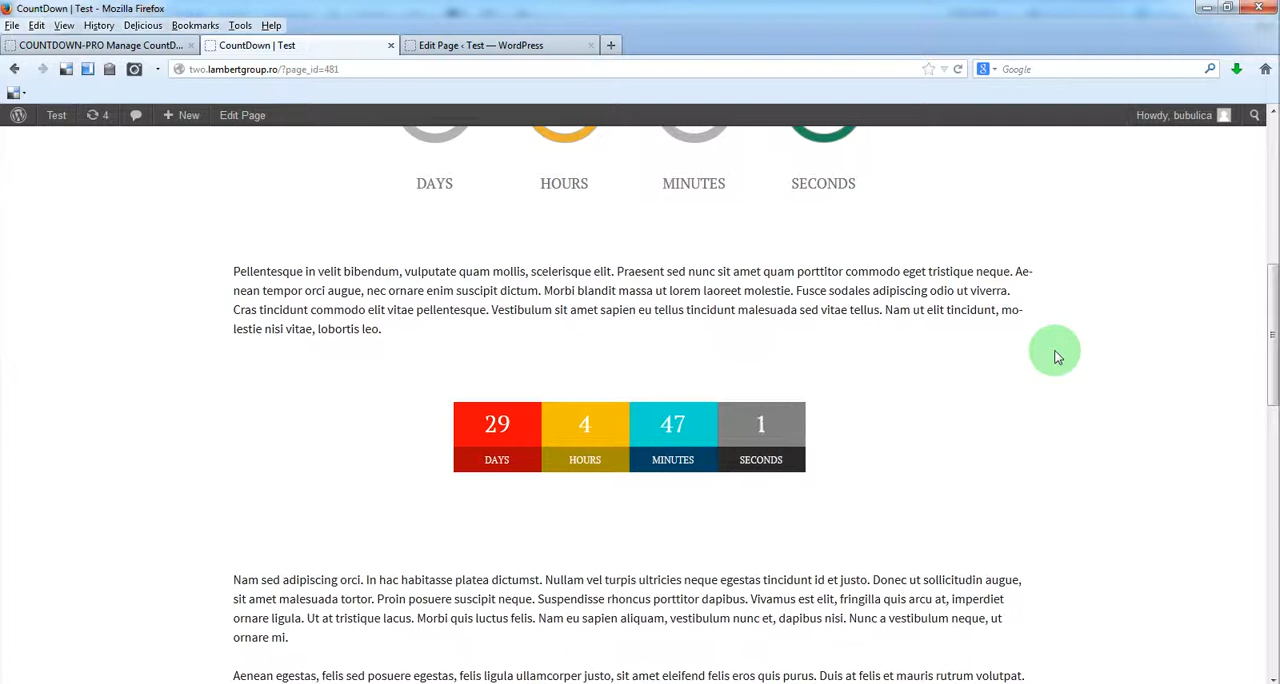 CountDown | Test - Mozilla Firefox
File Edit View History Delicious Bookmarks Tools Help
COUNTDOWN-PRO Manage CountD... × CountDown | Test × Edit Page ‹ Test — WordPress × +
two.lambertgroup.ro/?page_id=481
8 Google
Test 4 + New Edit Page Howdy, bubulica
DAYS HOURS MINUTES SECONDS
Pellentesque in velit bibendum, vulputate quam mollis, scelerisque elit. Praesent sed nunc sit amet quam porttitor commodo eget tristique neque. Ae-
nean tempor orci augue, nec ornare enim suscipit dictum. Morbi blandit massa ut lorem laoreet molestie. Fusce sodales adipiscing odio ut viverra.
Cras tincidunt commodo elit vitae pellentesque. Vestibulum sit amet sapien eu tellus tincidunt malesuada sed vitae tellus. Nam ut elit tincidunt, mo-
lestie nisi vitae, lobortis leo.
29 4 47 1
DAYS HOURS MINUTES SECONDS
Nam sed adipiscing orci. In hac habitasse platea dictumst. Nullam vel turpis ultricies neque egestas tincidunt id et justo. Donec ut sollicitudin augue,
sit amet malesuada tortor. Proin posuere suscipit neque. Suspendisse rhoncus porttitor dapibus. Vivamus est elit, fringilla quis arcu at, imperdiet
ornare ligula. Ut at tristique lacus. Morbi quis luctus felis. Nam eu sapien aliquam, vestibulum nunc et, dapibus nisi. Nunc a vestibulum neque, ut
ornare mi.
Aenean egestas, felis sed posuere egestas, felis ligula ullamcorper justo, sit amet eleifend felis eros quis purus. Duis at felis et mauris rutrum volutpat.